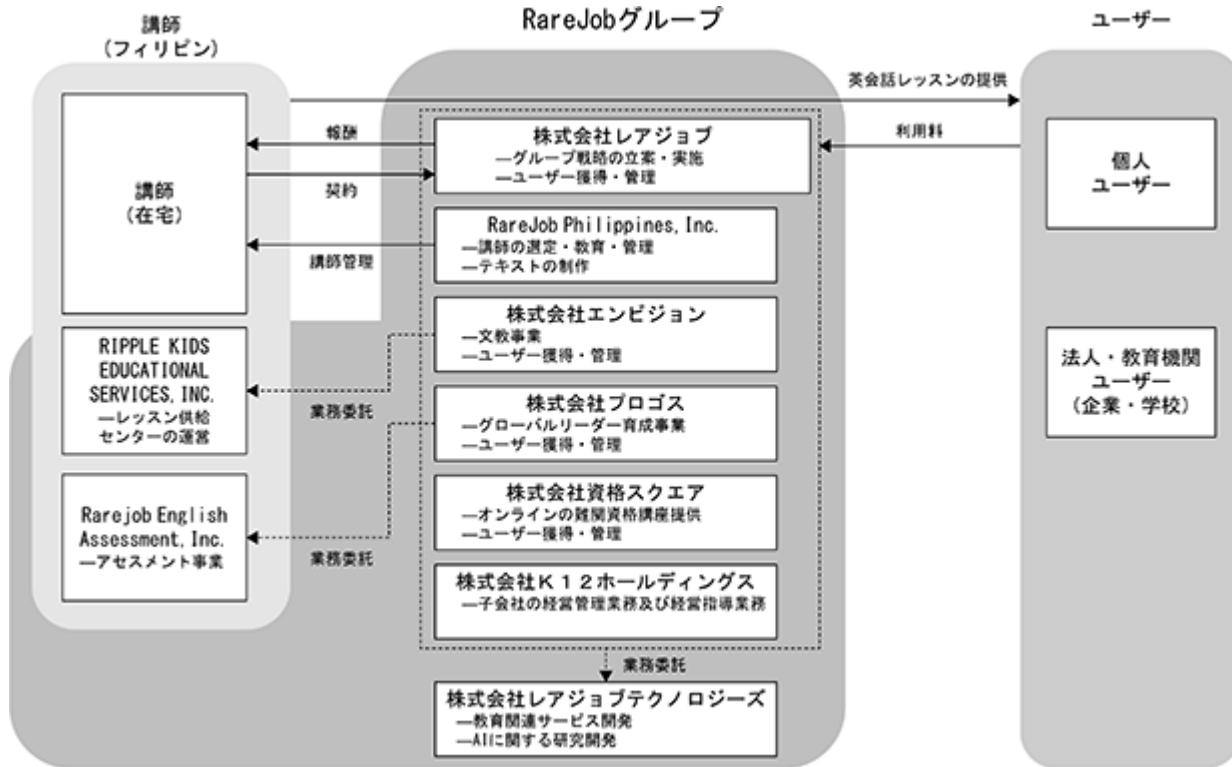 講師
(フィリピン)
RareJobグループ
ユーザー
英会話レッスンの提供
報酬
利用料
契約
講師管理
講師
(在宅)
株式会社レアジョブ
―グループ戦略の立案・実施
―ユーザー獲得・管理
RareJob Philippines, Inc.
―講師の選定・教育・管理
―テキストの制作
株式会社エンビジョン
―文教事業
―ユーザー獲得・管理
RIPPLE KIDS
EDUCATIONAL
SERVICES, INC.
―レッスン供給
センターの運営
業務委託
株式会社プロゴス
―グローバルリーダー育成事業
―ユーザー獲得・管理
Rarejob English
Assessment, Inc.
―アセスメント事業
業務委託
株式会社資格スクエア
―オンラインの難関資格講座提供
―ユーザー獲得・管理
株式会社K12ホールディングス
―子会社の経営管理業務及び経営指導業務
業務委託
株式会社レアジョブテクノロジーズ
―教育関連サービス開発
―AIに関する研究開発
個人
ユーザー
法人・教育機関
ユーザー
(企業・学校)